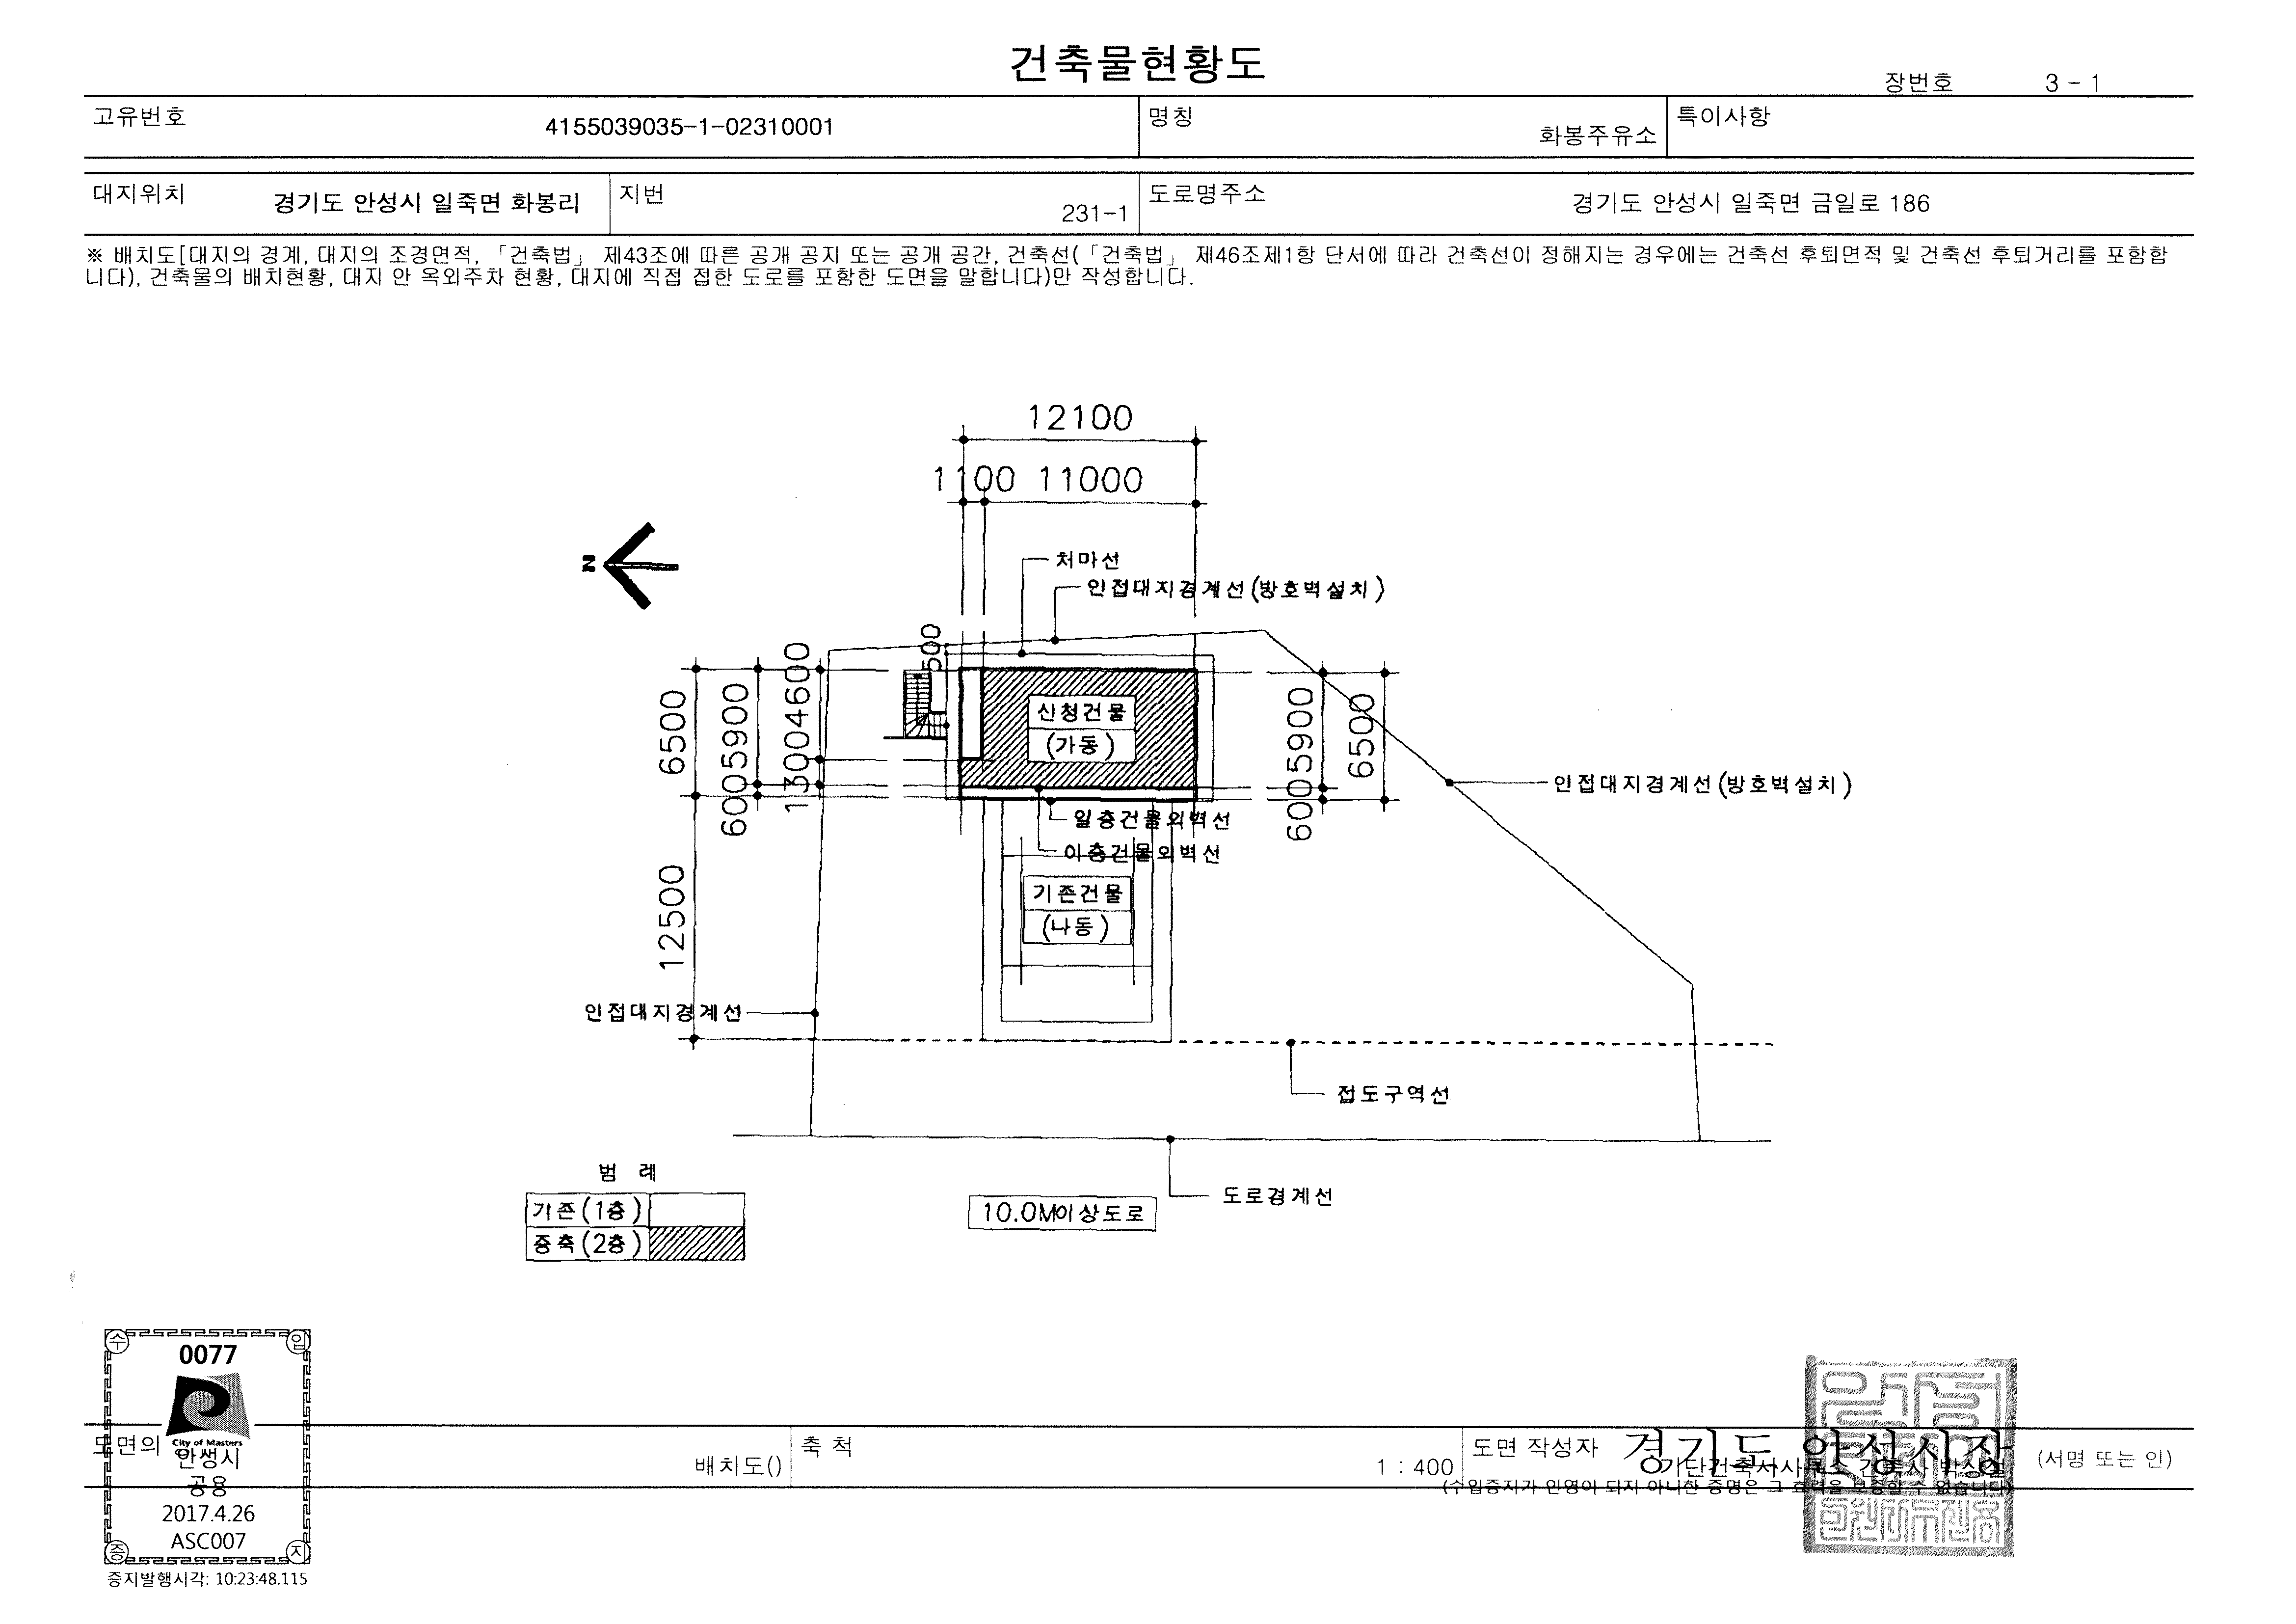 건축물현황도
장번호 3 - 1
고유번호 4155039035-1-02310001 명칭 화봉주유소 특이사항
대지위치 경기도 안성시 일죽면 화봉리 지번 231-1 도로명주소 경기도 안성시 일죽면 금일로 186
※ 배치도[대지의 경계, 대지의 조경면적, 「건축법」 제43조에 따른 공개 공지 또는 공개 공간, 건축선(「건축법」 제46조제1항 단서에 따라 건축선이 정해지는 경우에는 건축선 후퇴면적 및 건축선 후퇴거리를 포함합
니다), 건축물의 배치현황, 대지 안 옥외주차 현황, 대지에 직접 접한 도로를 포함한 도면을 말합니다)만 작성합니다.
12100
1100 11000
N
처마선
인접대지경계선(방호벽설치)
500
6500
600 5900
1300 4600
신청건물
(가동)
600 5900
6500
인접대지경계선(방호벽설치)
일층건물외벽선
이층건물외벽선
기존건물
(나동)
12500
인접대지경계선
접도구역선
도로경계선
10.0M이상도로
범 례
기존(1층)
증축(2층)
수 입
0077
City of Masters
안성시
공용
2017.4.26
ASC007
증 지
증지발행시각: 10:23:48.115
도면의
배치도()
축 척 1 : 400
도면 작성자
경기도 안성시장
(서명 또는 인)
(수입증지가 인영이 되지 아니한 증명은 그 효력을 보증할 수 없습니다)